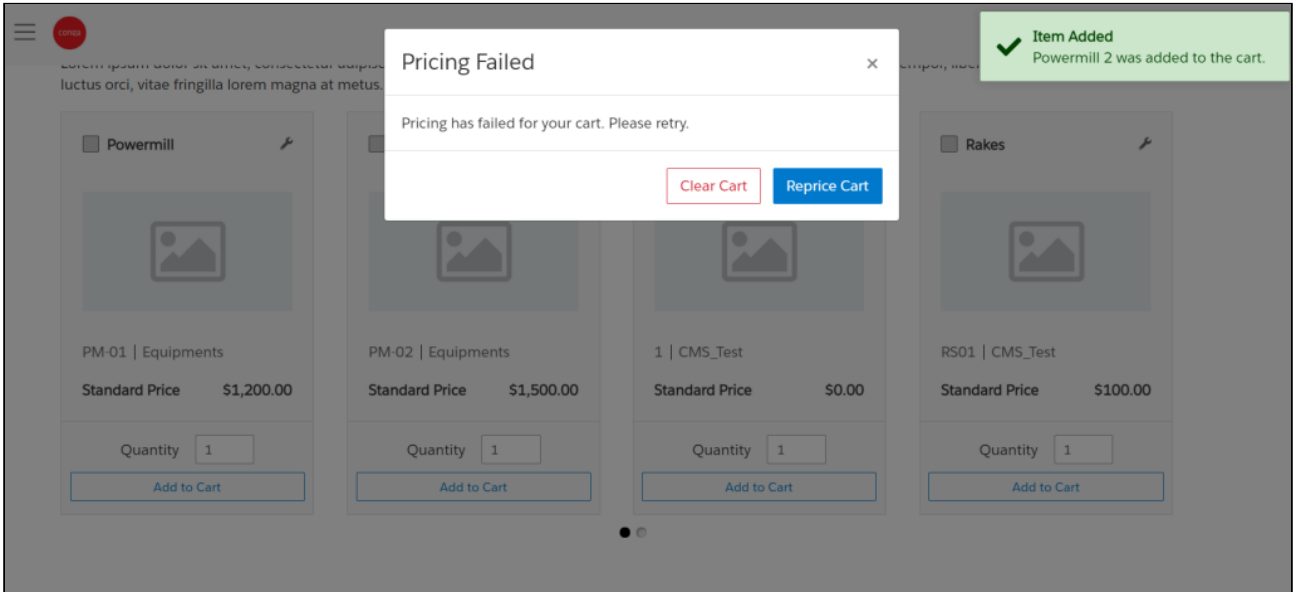 conga
Item Added
Powermill 2 was added to the cart.
Pricing Failed
×
luctus orci, vitae fringilla lorem magna at metus.
Pricing has failed for your cart. Please retry.
Clear Cart
Reprice Cart
Powermill
Rakes
PM-01 | Equipments
PM-02 | Equipments
1 | CMS_Test
RS01 | CMS_Test
Standard Price $1,200.00
Standard Price $1,500.00
Standard Price $0.00
Standard Price $100.00
Quantity 1
Quantity 1
Quantity 1
Quantity 1
Add to Cart
Add to Cart
Add to Cart
Add to Cart